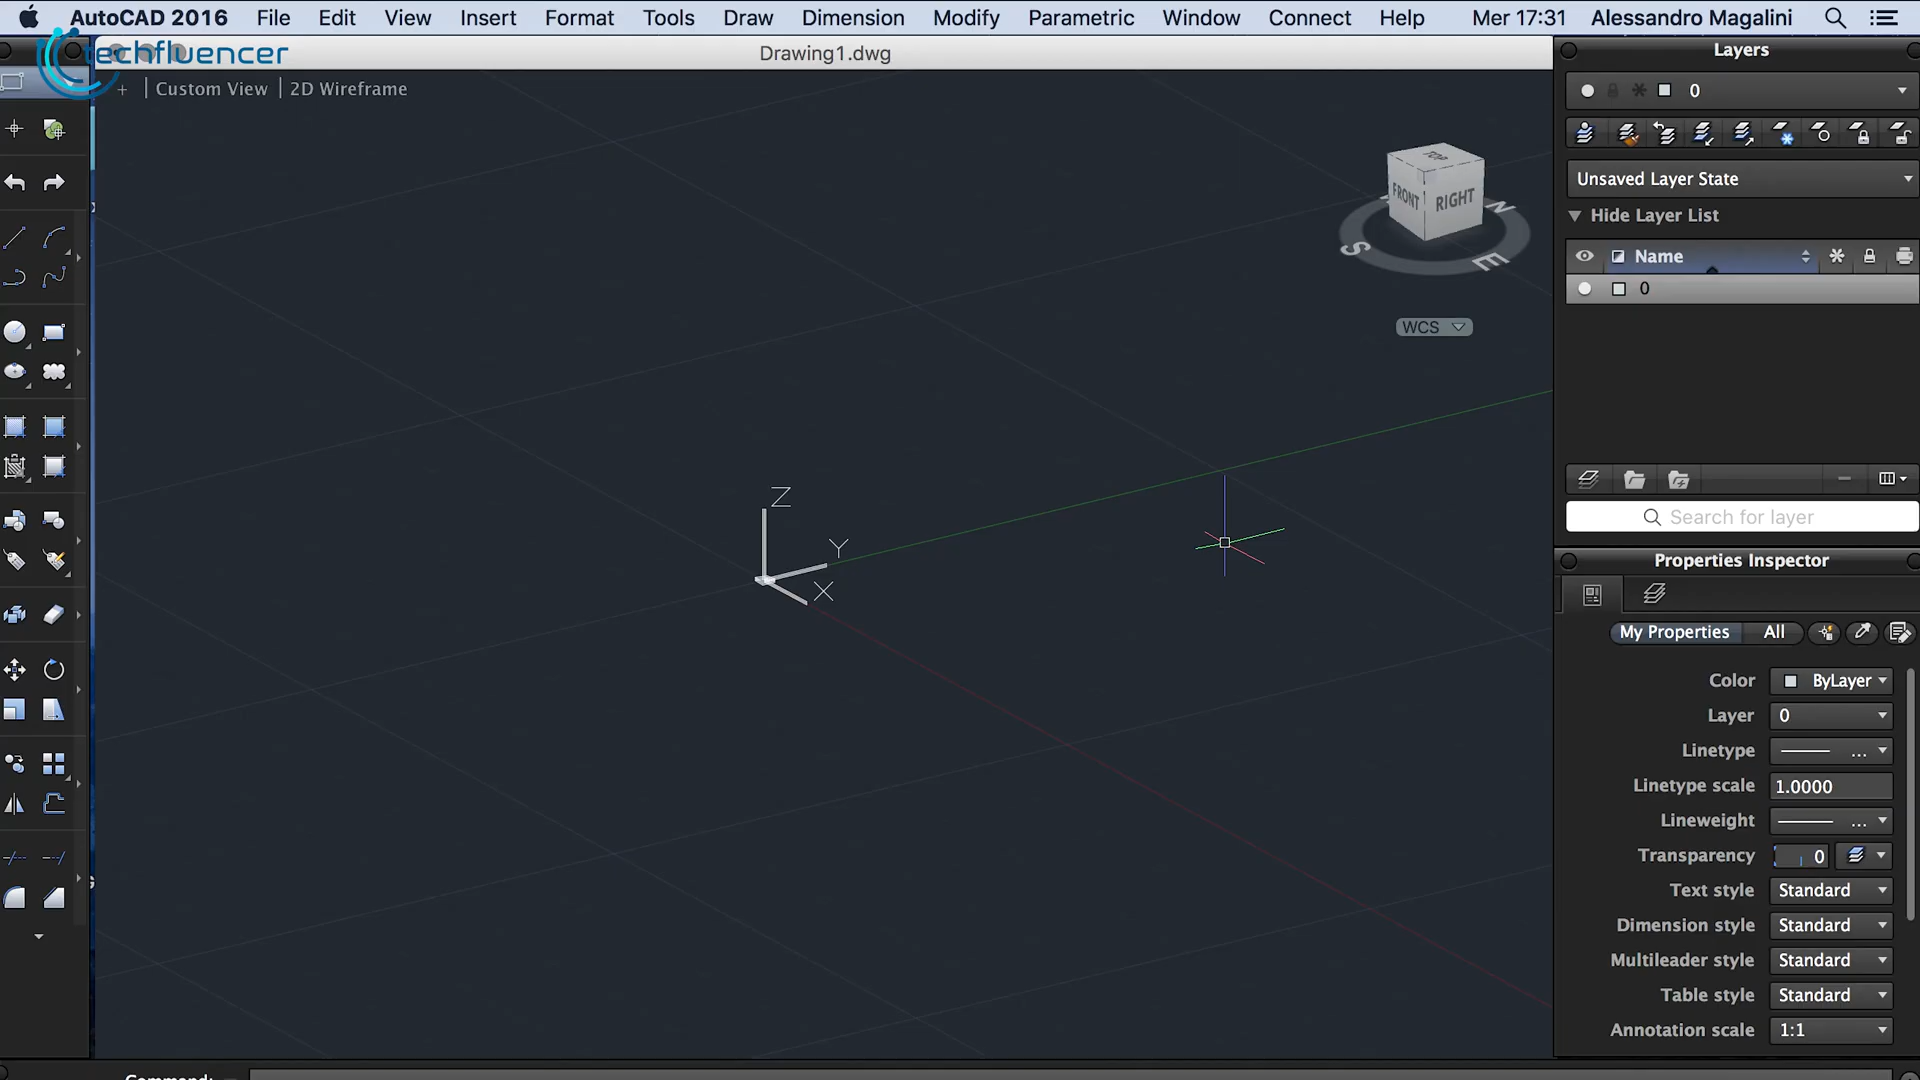 AutoCAD 2016 File Edit View Insert Format Tools Draw Dimension Modify Parametric Window Connect Help Mer 17:31 Alessandro Magalini
techfluencer
Drawing1.dwg
+ | Custom View | 2D Wireframe
TOP
FRONT RIGHT
S E N
WCS
Z
Y
X
Layers
0
Unsaved Layer State
Hide Layer List
Name
0
Search for layer
Properties Inspector
My Properties All
Color ByLayer
Layer 0
Linetype ...
Linetype scale 1.0000
Lineweight ...
Transparency 0
Text style Standard
Dimension style Standard
Multileader style Standard
Table style Standard
Annotation scale 1:1
Command: